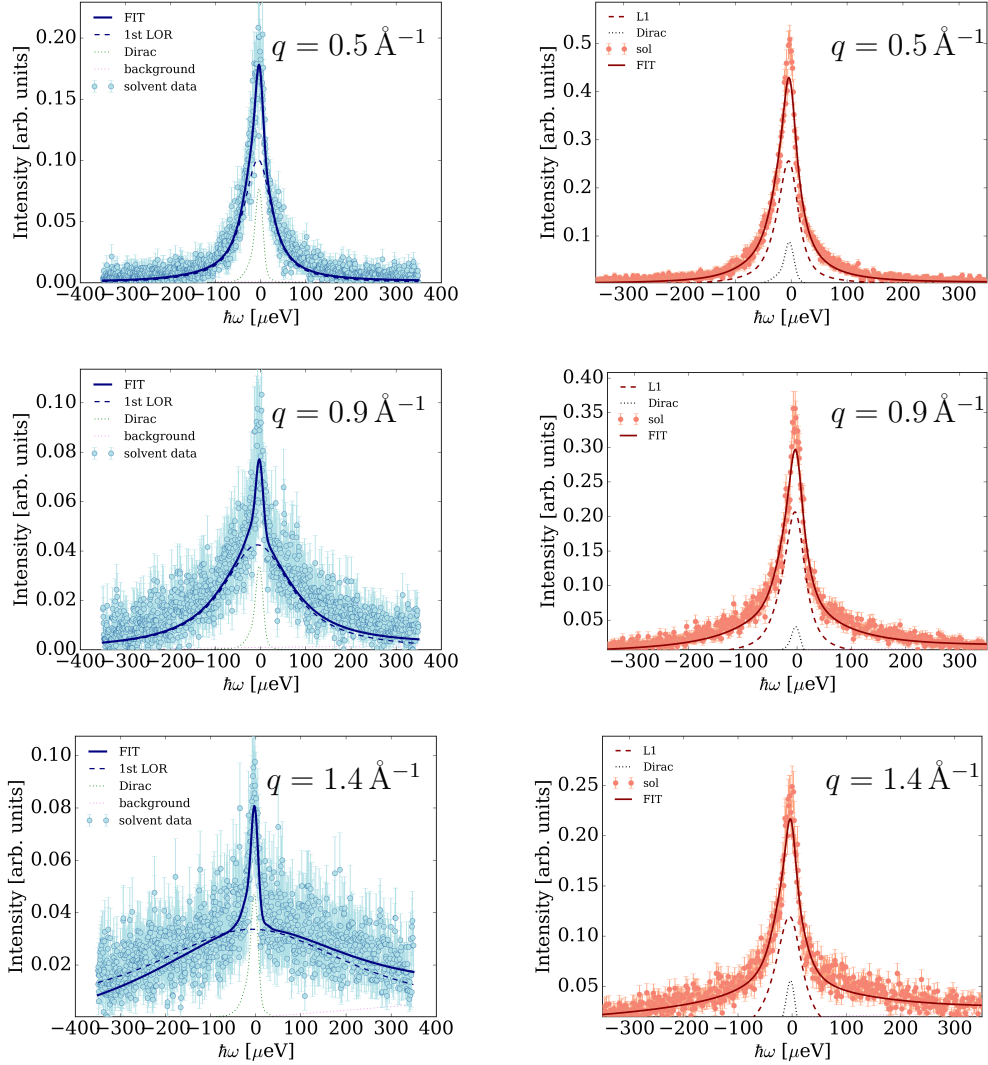 FIT
1st LOR
Dirac
background
solvent data
q = 0.5 Å⁻¹
Intensity [arb. units]
0.20
0.15
0.10
0.05
0.00
−400 −300 −200 −100 0 100 200 300 400
ħω [μeV]
L1
Dirac
sol
FIT
q = 0.5 Å⁻¹
Intensity [arb. units]
0.5
0.4
0.3
0.2
0.1
−300 −200 −100 0 100 200 300
ħω [μeV]
FIT
1st LOR
Dirac
background
solvent data
q = 0.9 Å⁻¹
Intensity [arb. units]
0.10
0.08
0.06
0.04
0.02
0.00
−400 −300 −200 −100 0 100 200 300 400
ħω [μeV]
L1
Dirac
sol
FIT
q = 0.9 Å⁻¹
Intensity [arb. units]
0.40
0.35
0.30
0.25
0.20
0.15
0.10
0.05
−300 −200 −100 0 100 200 300
ħω [μeV]
FIT
1st LOR
Dirac
background
solvent data
q = 1.4 Å⁻¹
Intensity [arb. units]
0.10
0.08
0.06
0.04
0.02
−400 −300 −200 −100 0 100 200 300 400
ħω [μeV]
L1
Dirac
sol
FIT
q = 1.4 Å⁻¹
Intensity [arb. units]
0.25
0.20
0.15
0.10
0.05
−300 −200 −100 0 100 200 300
ħω [μeV]